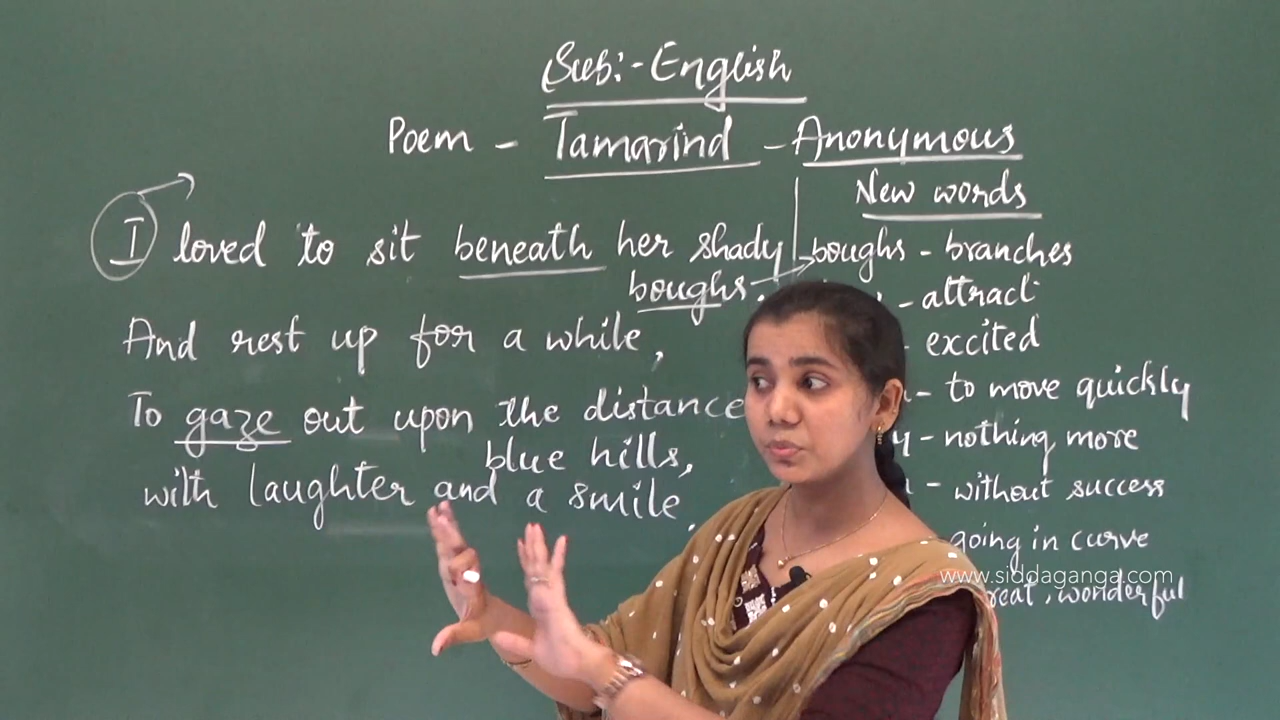 Sub:- English
Poem - Tamarind - Anonymous
I loved to sit beneath her shady
boughs.
And rest up for a while,
To gaze out upon the distance
blue hills,
with laughter and a smile.
New words
boughs - branches
- attract
excited
- to move quickly
y - nothing more
- without success
going in curve
great, wonderful
www.siddaganga.com